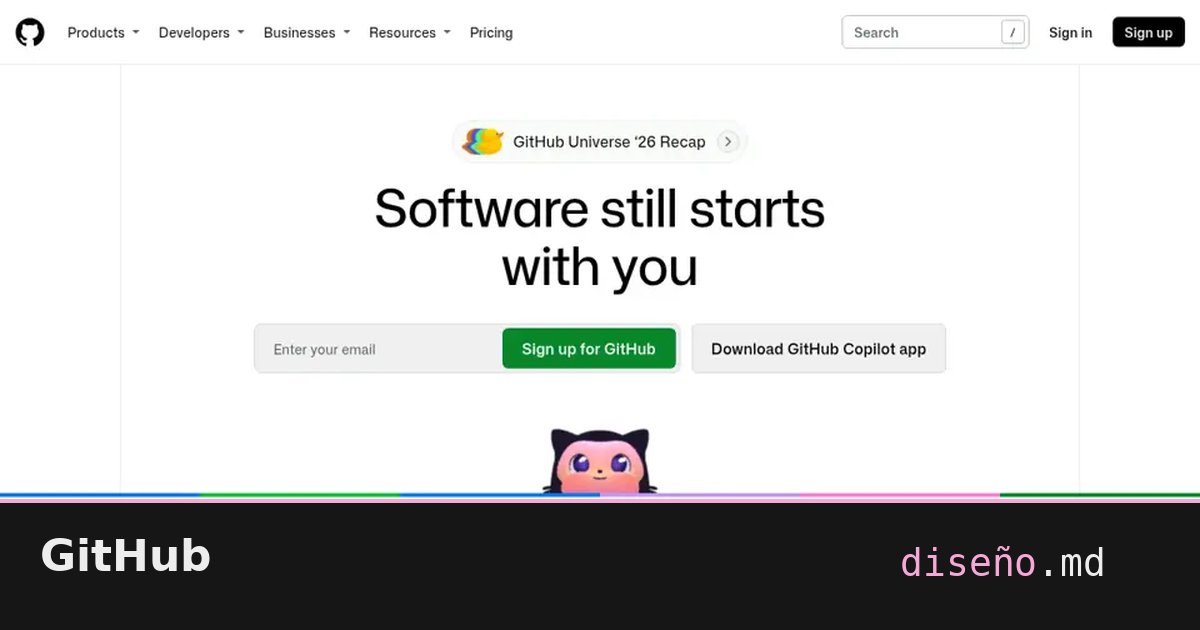 Products Developers Businesses Resources Pricing Search / Sign in Sign up
GitHub Universe ‘26 Recap
Software still starts
with you
Enter your email Sign up for GitHub Download GitHub Copilot app
GitHub
diseño.md